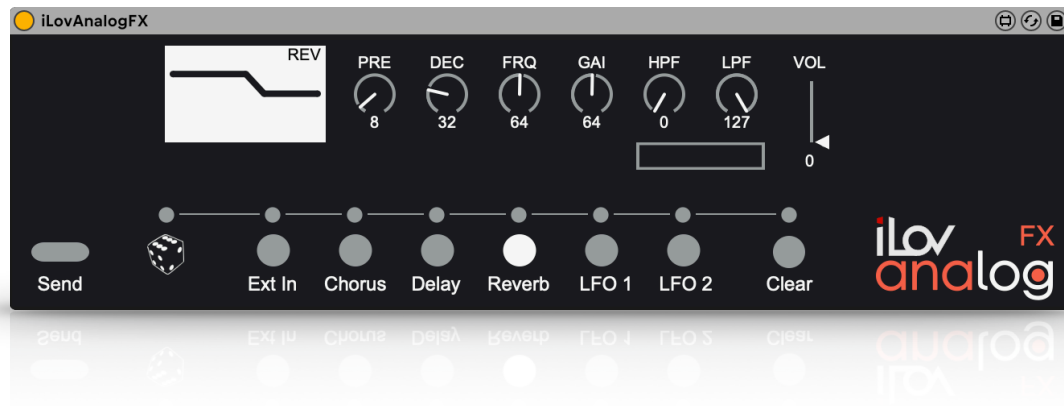 iLovAnalogFX
REV
PRE DEC FRQ GAI HPF LPF VOL
8 32 64 64 0 127
0
Send Ext In Chorus Delay Reverb LFO 1 LFO 2 Clear
iLov FX
analog